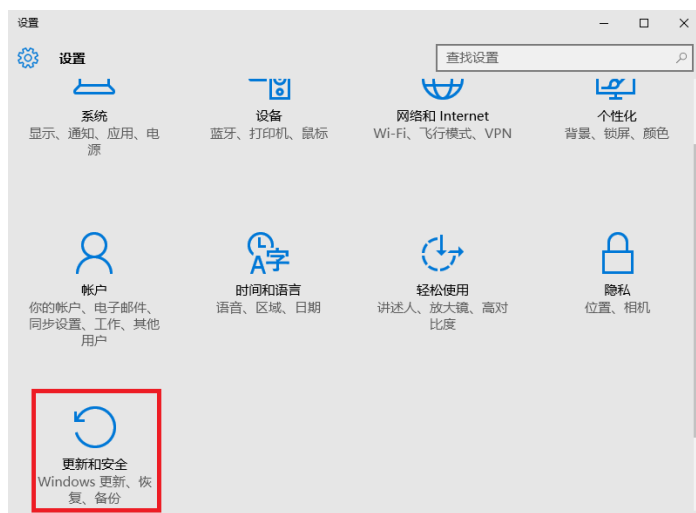 设置
设置
查找设置
系统
显示、通知、应用、电
源
设备
蓝牙、打印机、鼠标
网络和 Internet
Wi-Fi、飞行模式、VPN
个性化
背景、锁屏、颜色
帐户
你的帐户、电子邮件、
同步设置、工作、其他
用户
时间和语言
语音、区域、日期
轻松使用
讲述人、放大镜、高对
比度
隐私
位置、相机
更新和安全
Windows 更新、恢
复、备份